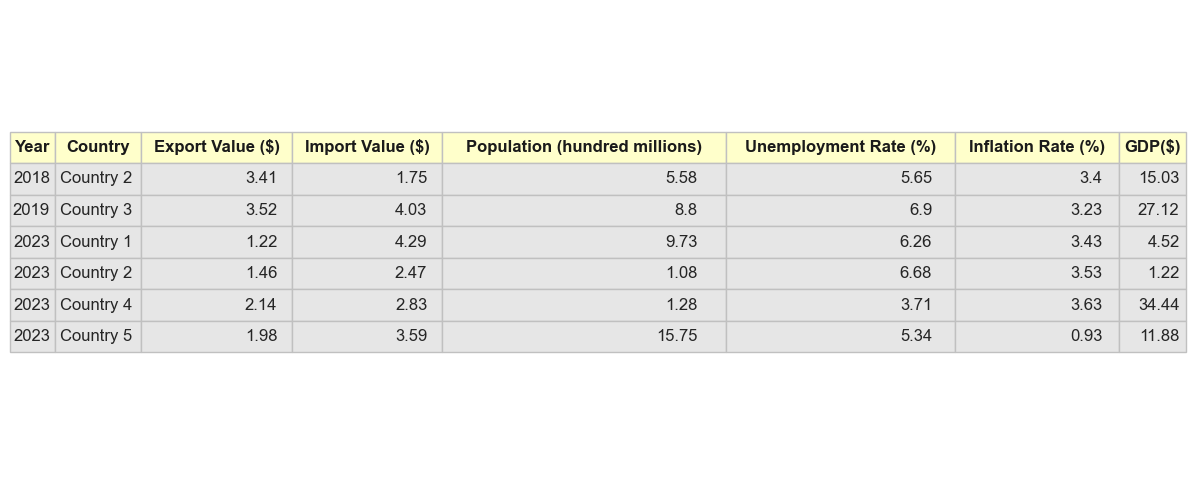 Year Country Export Value ($) Import Value ($) Population (hundred millions) Unemployment Rate (%) Inflation Rate (%) GDP($)
2018 Country 2 3.41 1.75 5.58 5.65 3.4 15.03
2019 Country 3 3.52 4.03 8.8 6.9 3.23 27.12
2023 Country 1 1.22 4.29 9.73 6.26 3.43 4.52
2023 Country 2 1.46 2.47 1.08 6.68 3.53 1.22
2023 Country 4 2.14 2.83 1.28 3.71 3.63 34.44
2023 Country 5 1.98 3.59 15.75 5.34 0.93 11.88